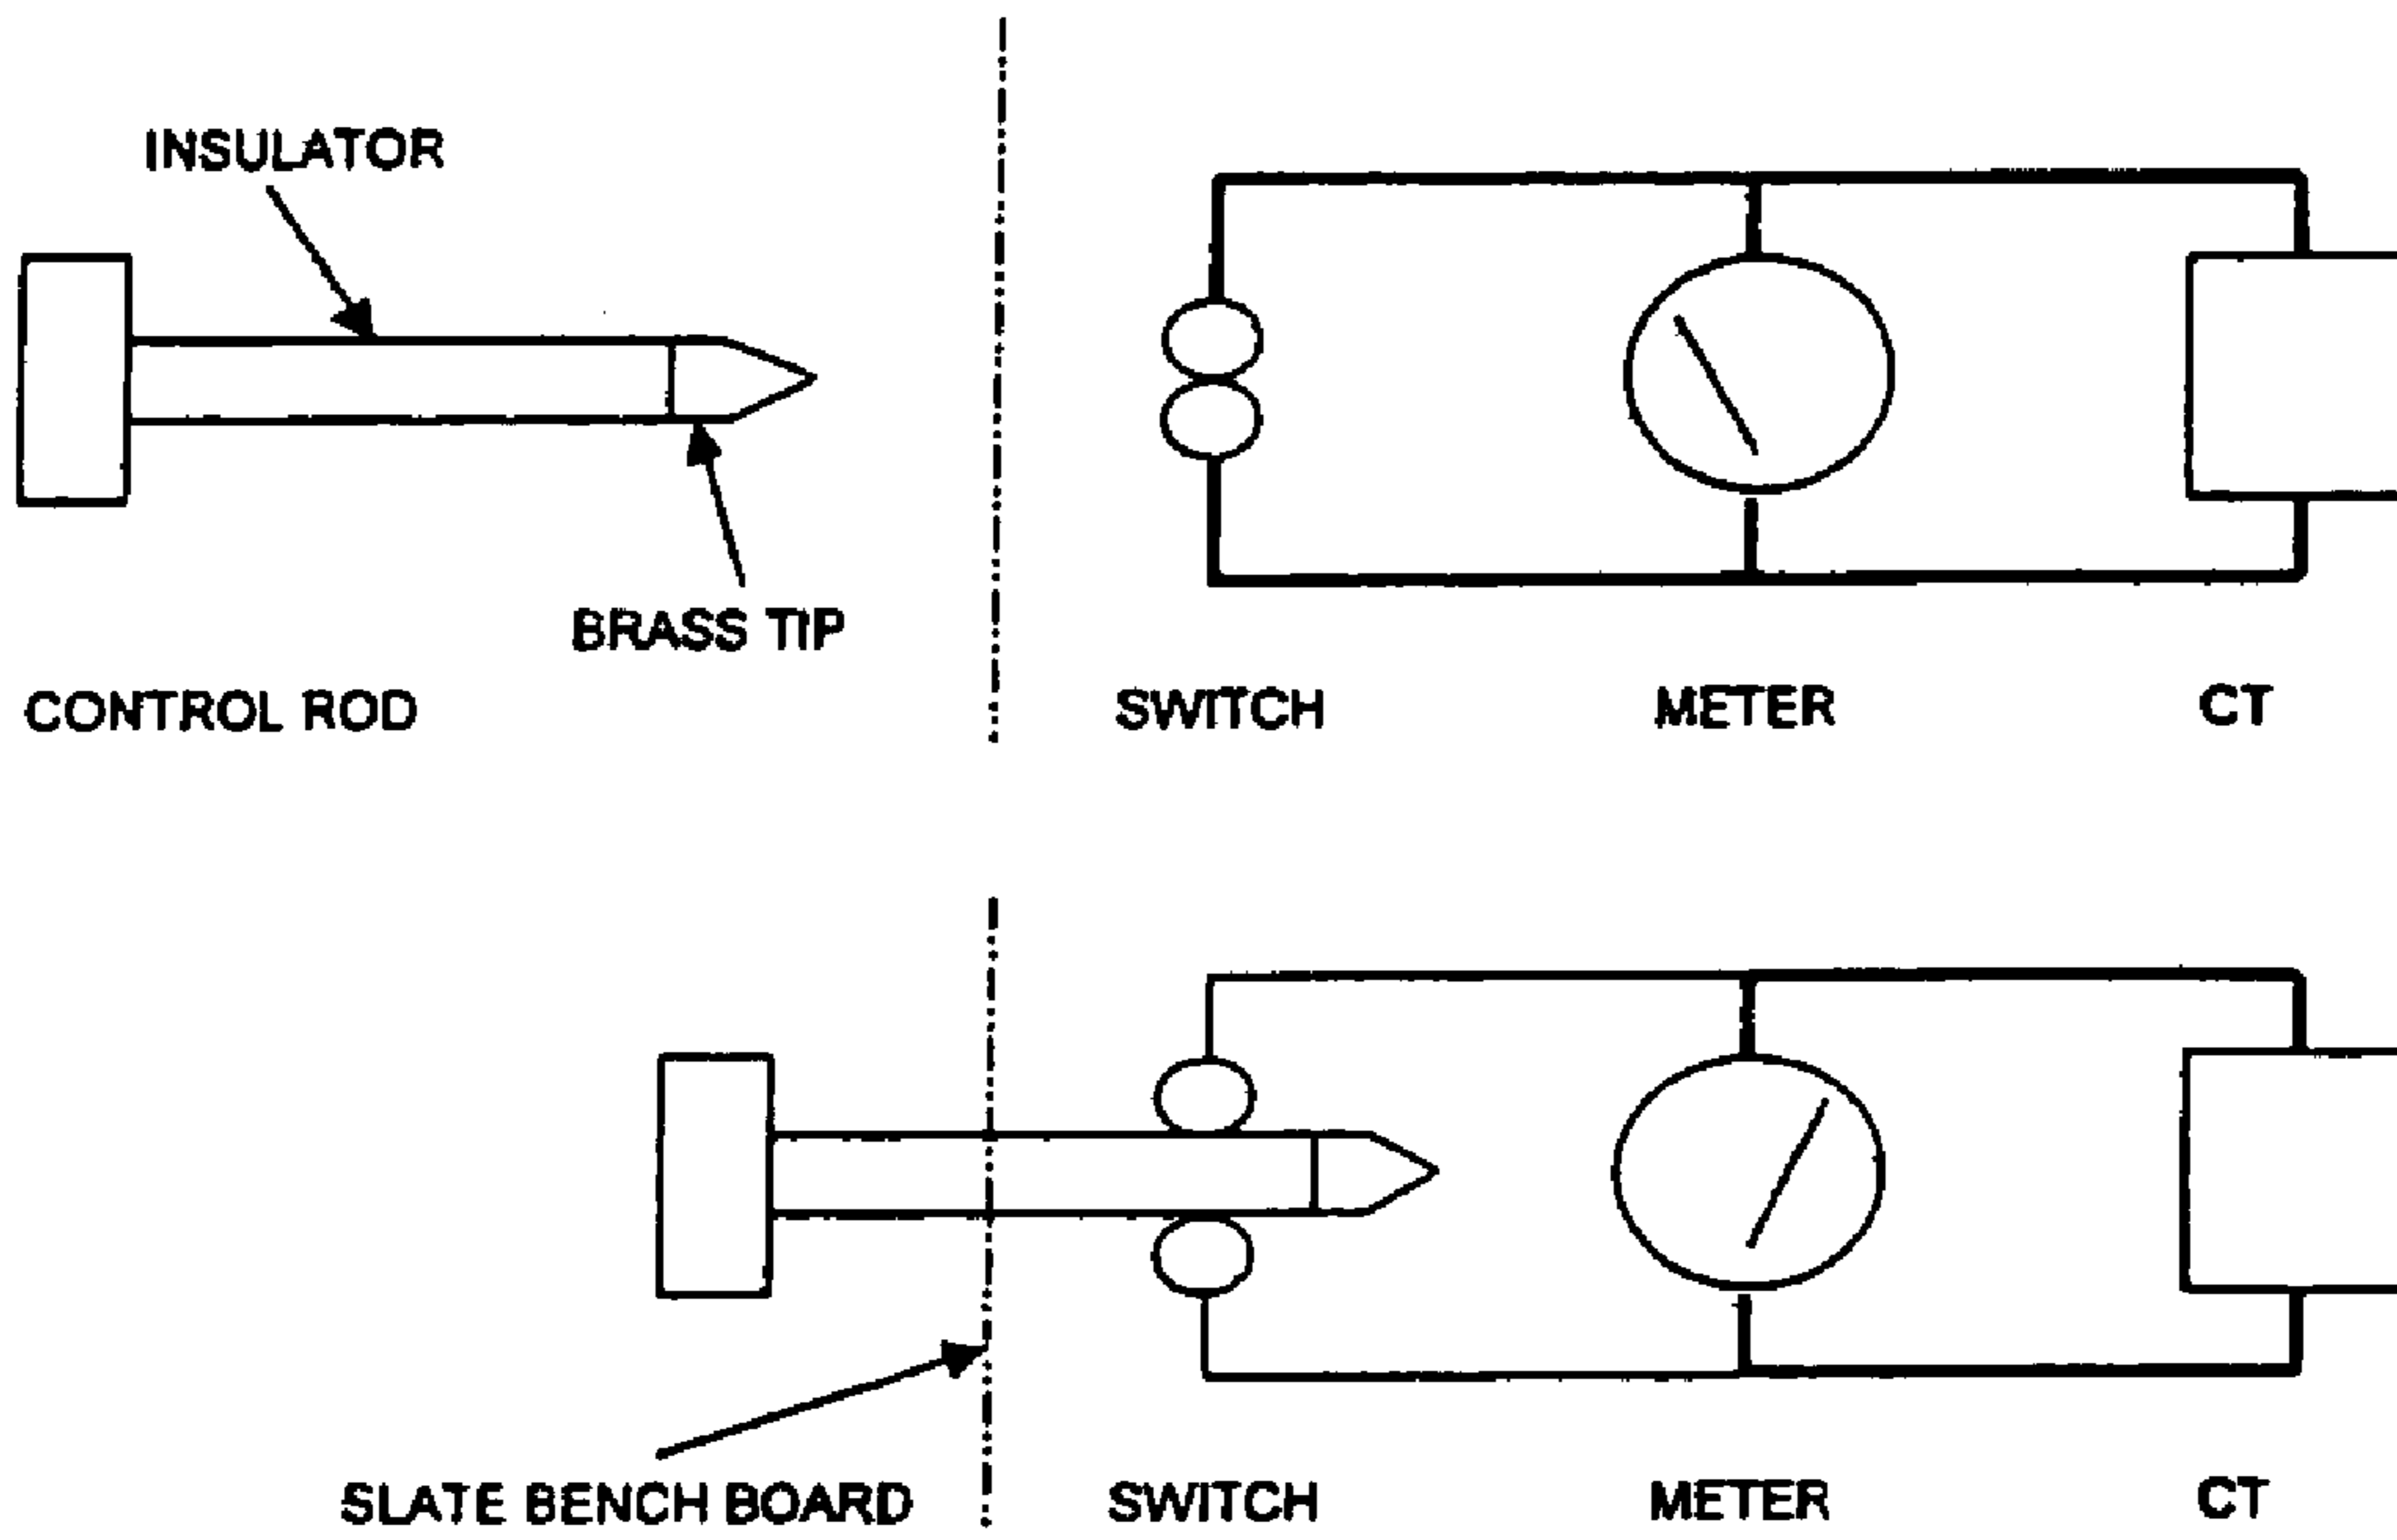 INSULATOR
BRASS TIP
CONTROL ROD
SWITCH
METER
CT
SLATE BENCH BOARD
SWITCH
METER
CT